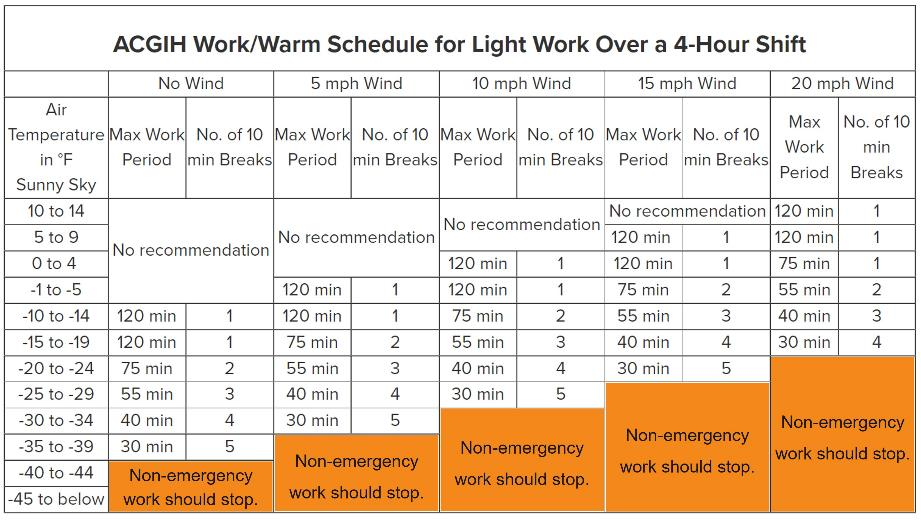 ACGIH Work/Warm Schedule for Light Work Over a 4-Hour Shift
No Wind 5 mph Wind 10 mph Wind 15 mph Wind 20 mph Wind
Air
Temperature
in °F
Sunny Sky
Max Work
Period
No. of 10
min Breaks
Max Work
Period
No. of 10
min Breaks
Max Work
Period
No. of 10
min Breaks
Max Work
Period
No. of 10
min Breaks
Max
Work
Period
No. of 10
min
Breaks
10 to 14 No recommendation No recommendation No recommendation No recommendation 120 min 1
5 to 9 120 min 1 120 min 1
0 to 4 120 min 1 120 min 1 75 min 1
-1 to -5 120 min 1 120 min 1 75 min 2 55 min 2
-10 to -14 120 min 1 120 min 1 75 min 2 55 min 3 40 min 3
-15 to -19 120 min 1 75 min 2 55 min 3 40 min 4 30 min 4
-20 to -24 75 min 2 55 min 3 40 min 4 30 min 5
-25 to -29 55 min 3 40 min 4 30 min 5
-30 to -34 40 min 4 30 min 5
-35 to -39 30 min 5
-40 to -44
-45 to below
Non-emergency
work should stop.
Non-emergency
work should stop.
Non-emergency
work should stop.
Non-emergency
work should stop.
Non-emergency
work should stop.